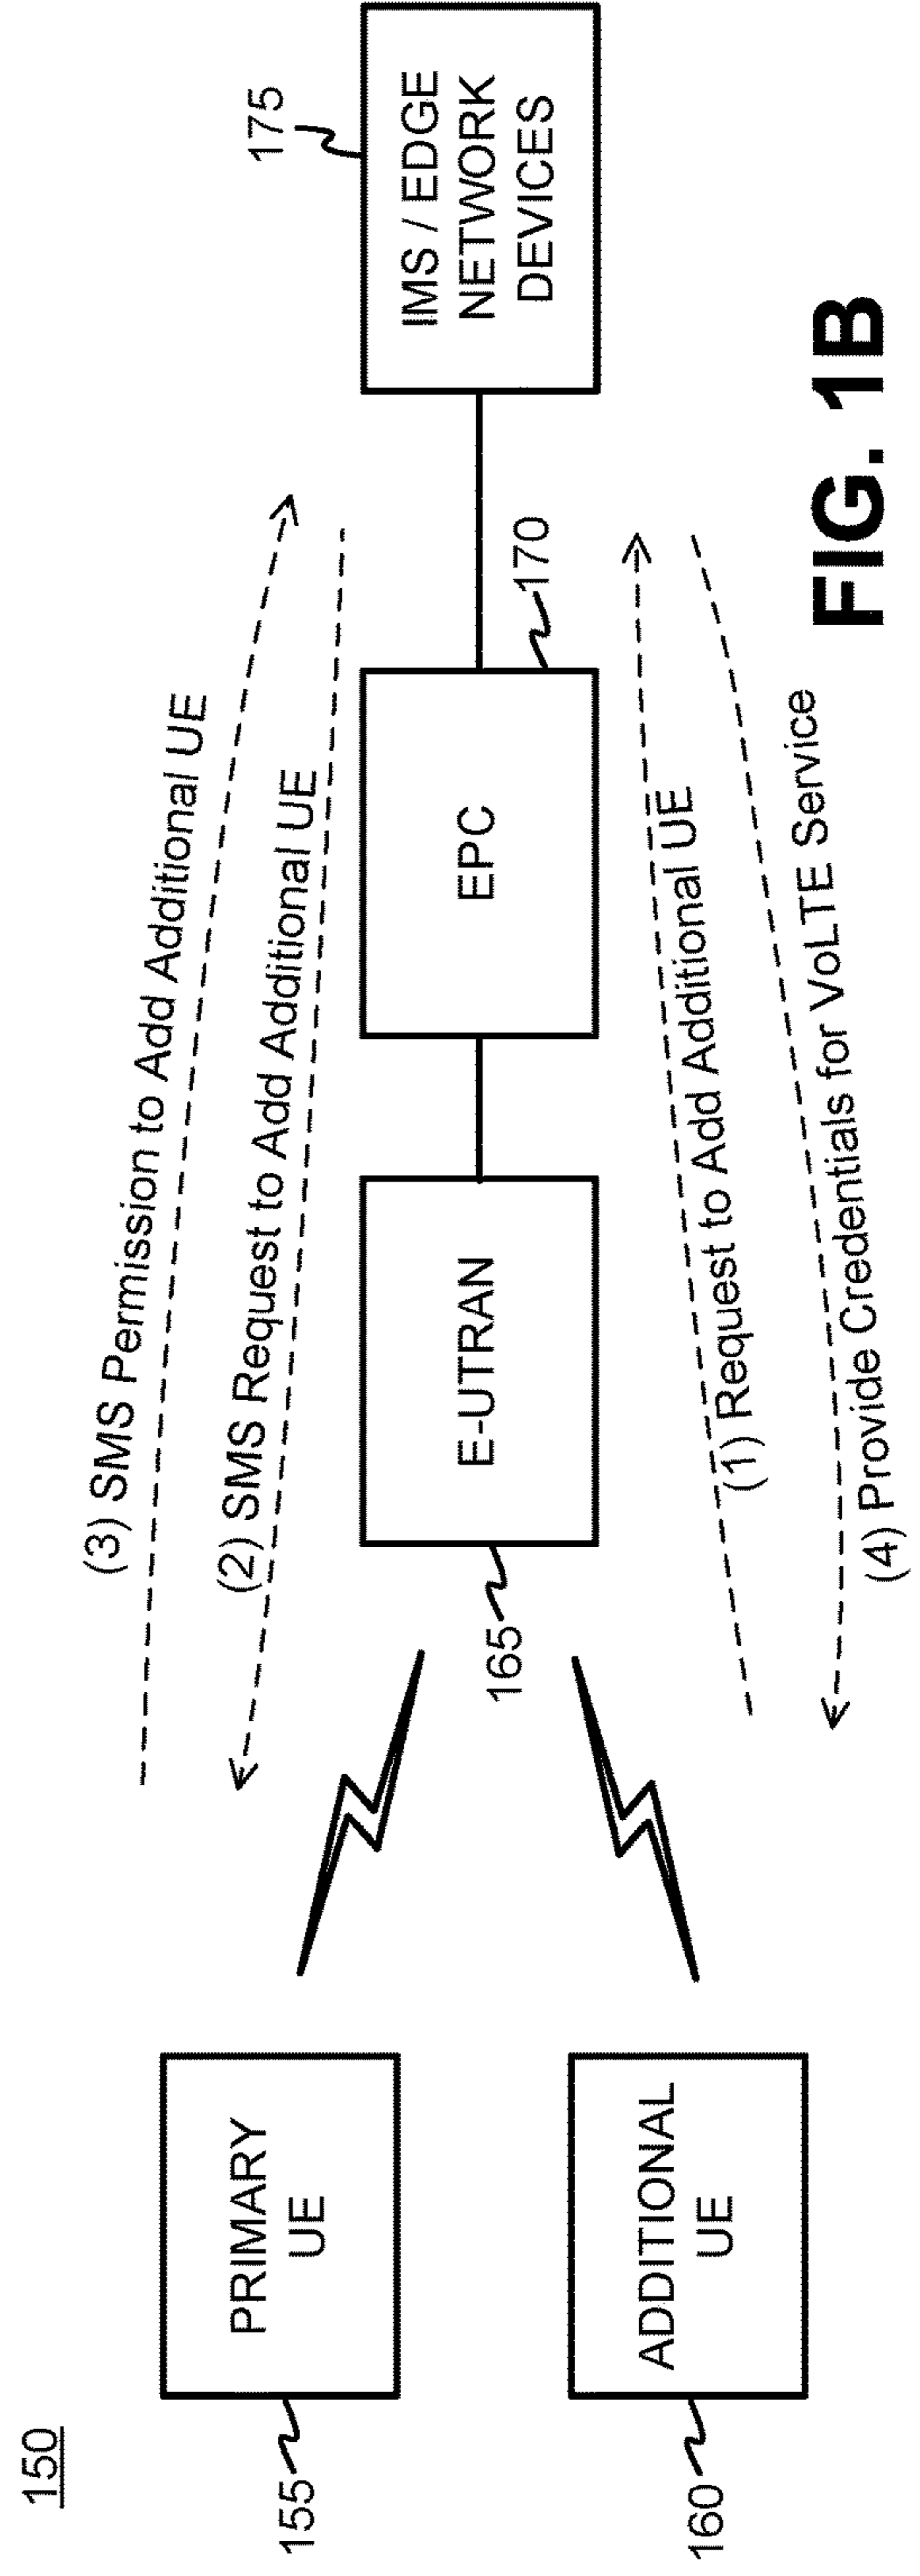 150
(3) SMS Permission to Add Additional UE
(2) SMS Request to Add Additional UE
155
PRIMARY
UE
160
ADDITIONAL
UE
165
E-UTRAN
170
EPC
175
IMS / EDGE
NETWORK
DEVICES
(1) Request to Add Additional UE
(4) Provide Credentials for VoLTE Service
FIG. 1B